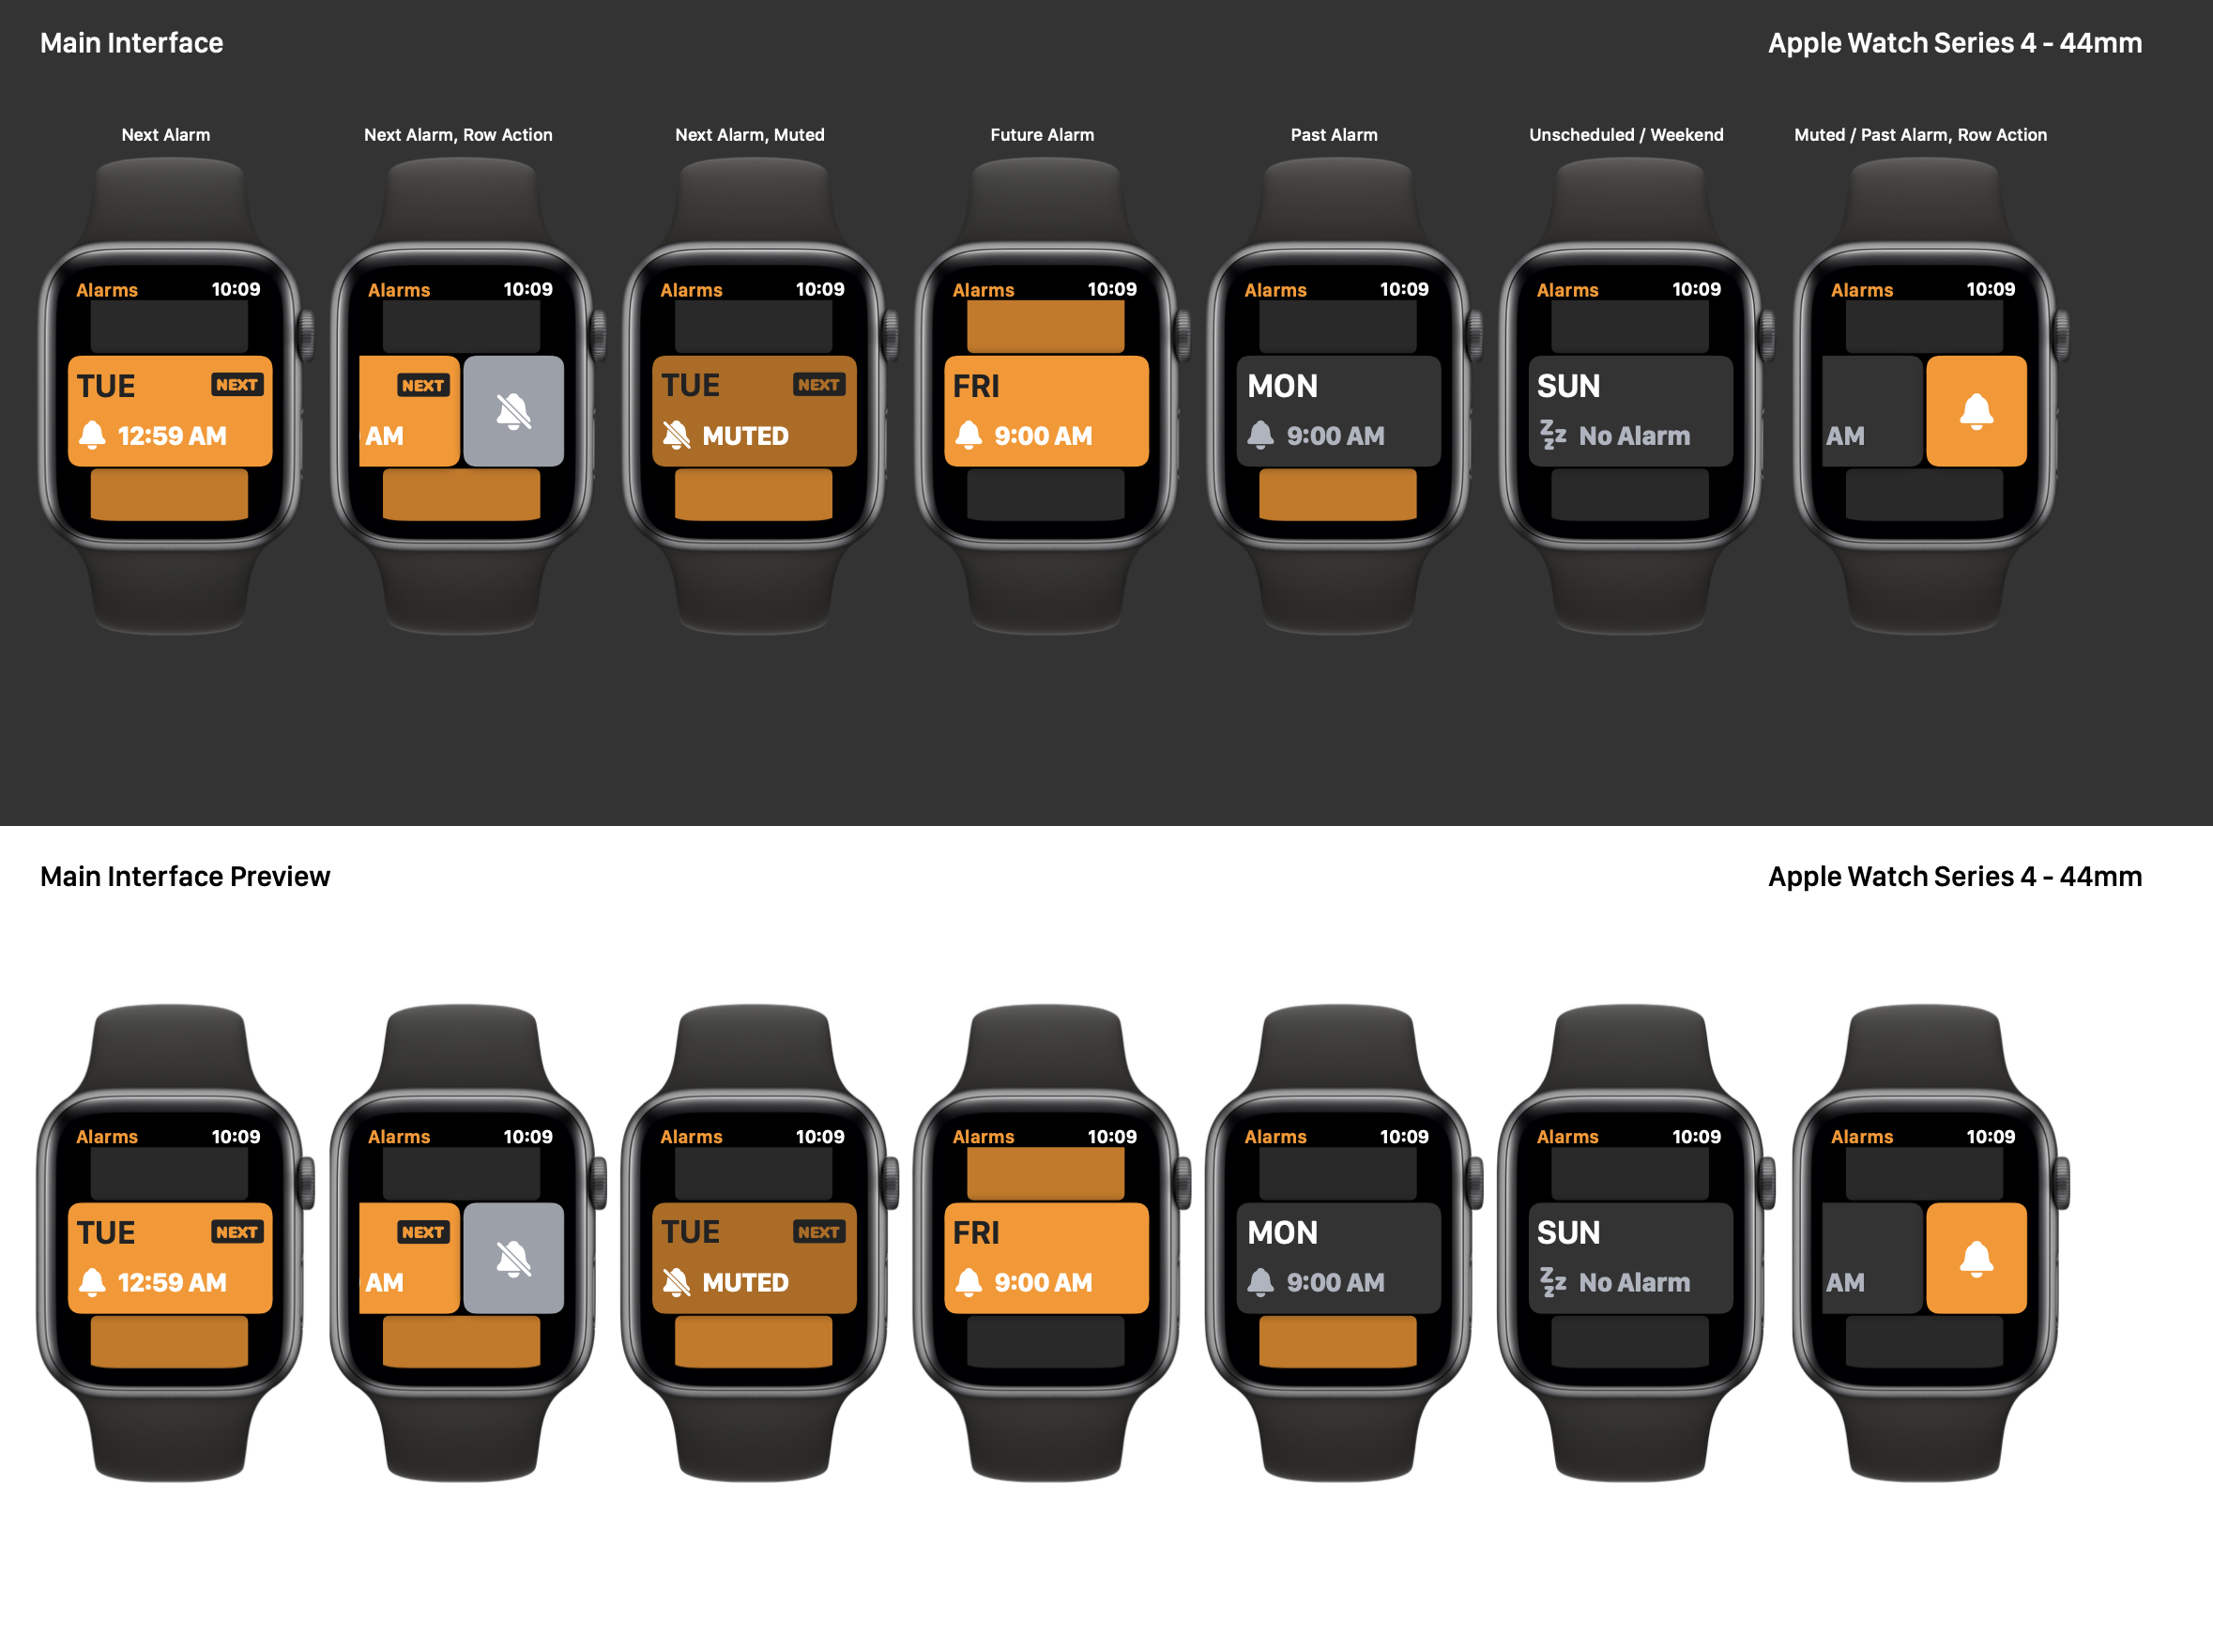 Main Interface
Apple Watch Series 4 - 44mm
Next Alarm
Next Alarm, Row Action
Next Alarm, Muted
Future Alarm
Past Alarm
Unscheduled / Weekend
Muted / Past Alarm, Row Action
Alarms 10:09
TUE NEXT
12:59 AM
Alarms 10:09
NEXT
AM
Alarms 10:09
TUE NEXT
MUTED
Alarms 10:09
FRI
9:00 AM
Alarms 10:09
MON
9:00 AM
Alarms 10:09
SUN
Zzz No Alarm
Alarms 10:09
AM
Main Interface Preview
Apple Watch Series 4 - 44mm
Alarms 10:09
TUE NEXT
12:59 AM
Alarms 10:09
NEXT
AM
Alarms 10:09
TUE NEXT
MUTED
Alarms 10:09
FRI
9:00 AM
Alarms 10:09
MON
9:00 AM
Alarms 10:09
SUN
Zzz No Alarm
Alarms 10:09
AM